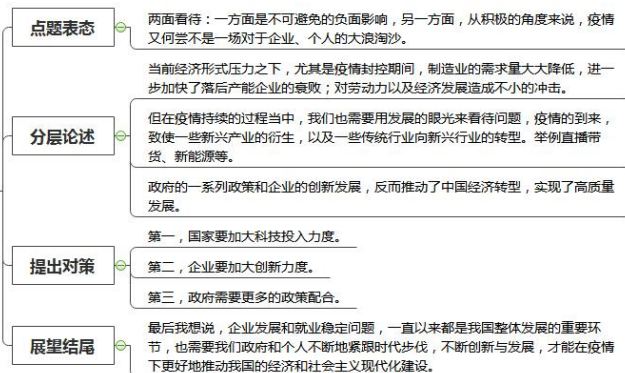 点题表态
两面看待：一方面是不可避免的负面影响，另一方面，从积极的角度来说，疫情
又何尝不是一场对于企业、个人的大浪淘沙。
分层论述
当前经济形式压力之下，尤其是疫情封控期间，制造业的需求量大大降低，进一
步加快了落后产能企业的衰败；对劳动力以及经济发展造成不小的冲击。
但在疫情持续的过程当中，我们也需要用发展的眼光来看待问题，疫情的到来，
致使一些新兴产业的衍生，以及一些传统行业向新兴行业的转型。举例直播带
货、新能源等。
政府的一系列政策和企业的创新发展，反而推动了中国经济转型，实现了高质量
发展。
提出对策
第一，国家要加大科技投入力度。
第二，企业要加大创新力度。
第三，政府需要更多的政策配合。
展望结尾
最后我想说，企业发展和就业稳定问题，一直以来都是我国整体发展的重要环
节，也需要我们政府和个人不断地紧跟时代步伐，不断创新与发展，才能在疫情
下更好地推动我国的经济和社会主义现代化建设。